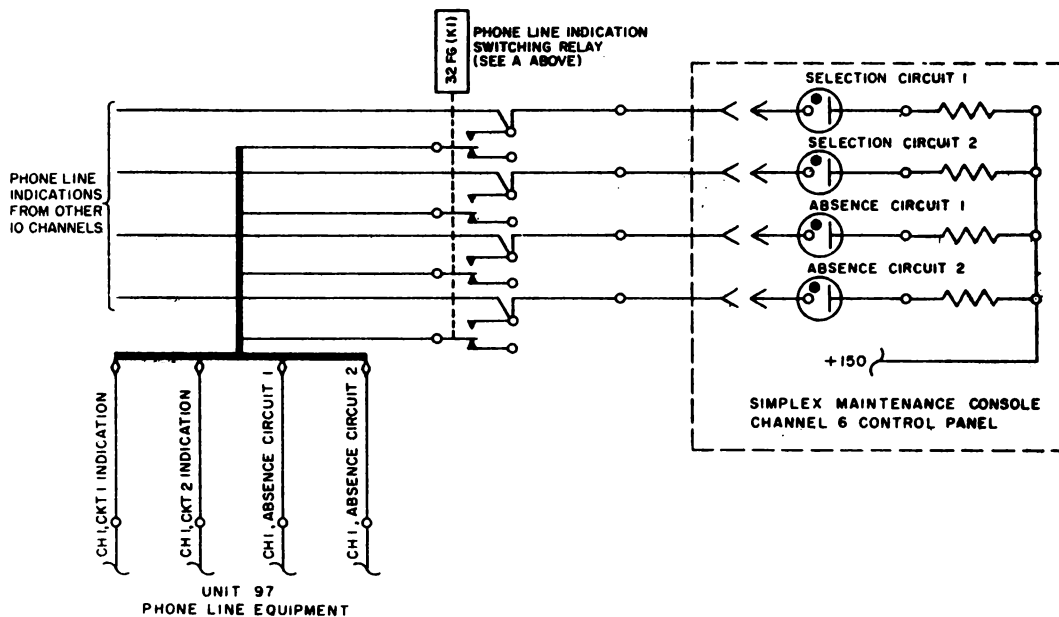 32 FG (K1)
PHONE LINE INDICATION
SWITCHING RELAY
(SEE A ABOVE)
SELECTION CIRCUIT 1
SELECTION CIRCUIT 2
ABSENCE CIRCUIT 1
ABSENCE CIRCUIT 2
PHONE LINE
INDICATIONS
FROM OTHER
10 CHANNELS
+150
SIMPLEX MAINTENANCE CONSOLE
CHANNEL 6 CONTROL PANEL
CH 1, CKT 1 INDICATION
CH 1, CKT 2 INDICATION
CH 1, ABSENCE CIRCUIT 1
CH 1, ABSENCE CIRCUIT 2
UNIT 97
PHONE LINE EQUIPMENT